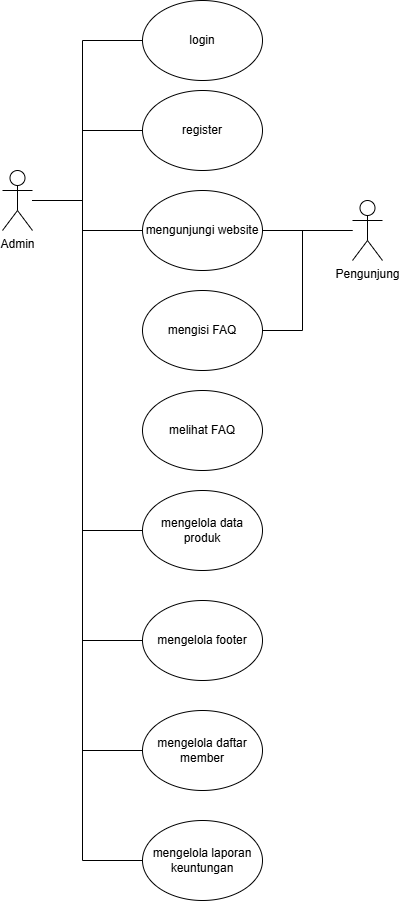 login
register
Admin
mengunjungi website
Pengunjung
mengisi FAQ
melihat FAQ
mengelola data
produk
mengelola footer
mengelola daftar
member
mengelola laporan
keuntungan